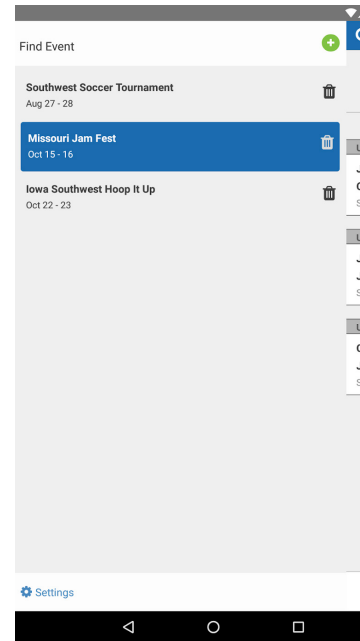 Find Event
Southwest Soccer Tournament
Aug 27 - 28
Missouri Jam Fest
Oct 15 - 16
Iowa Southwest Hoop It Up
Oct 22 - 23
Settings